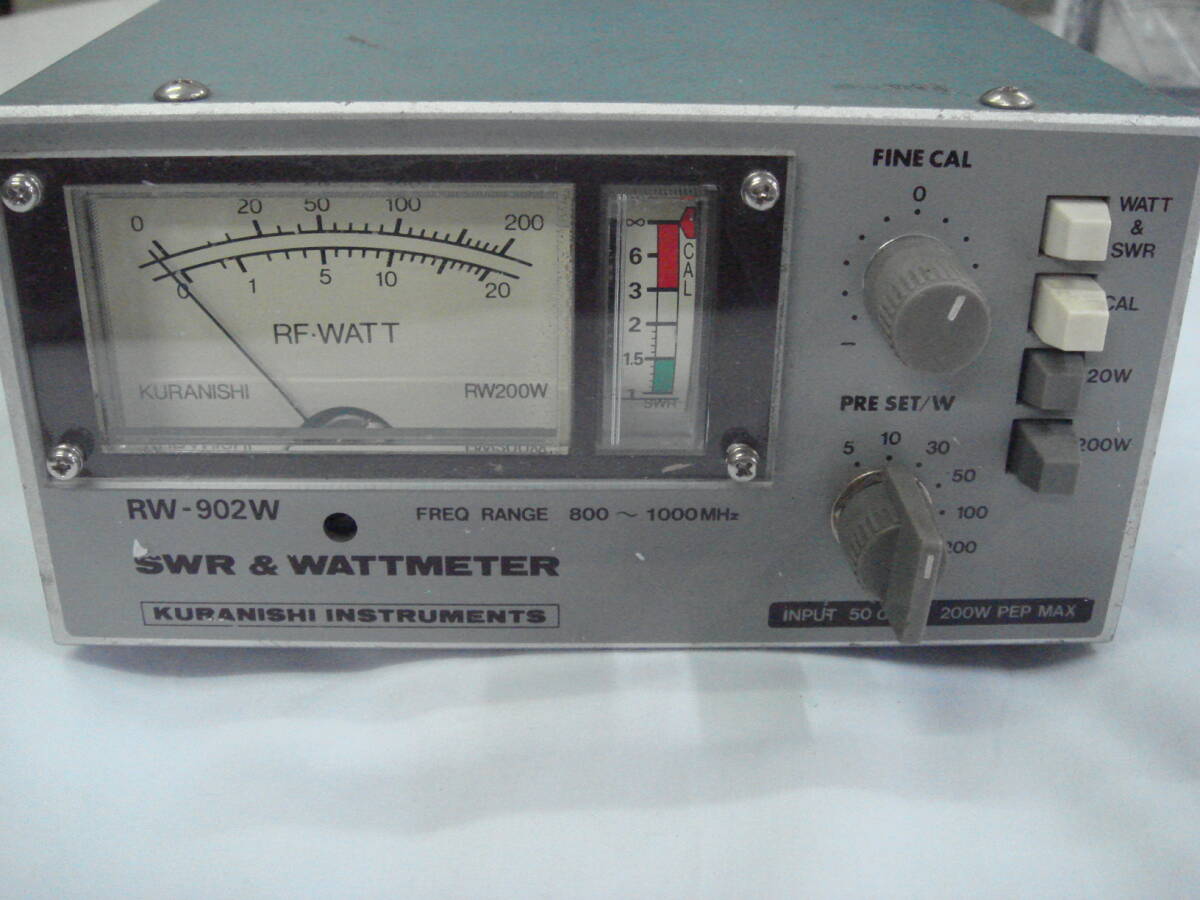 0 20 50 100 200
0 1 5 10 20
RF·WATT
KURANISHI RW200W
∞
6
3
2
1.5
1
CAL
SWR
FINE CAL
0
−
WATT
&
SWR
CAL
20W
200W
PRE SET/W
5 10 30
50
100
RW-902W
FREQ RANGE 800 ～ 1000MHz
SWR & WATTMETER
KURANISHI INSTRUMENTS
INPUT 50 200W PEP MAX